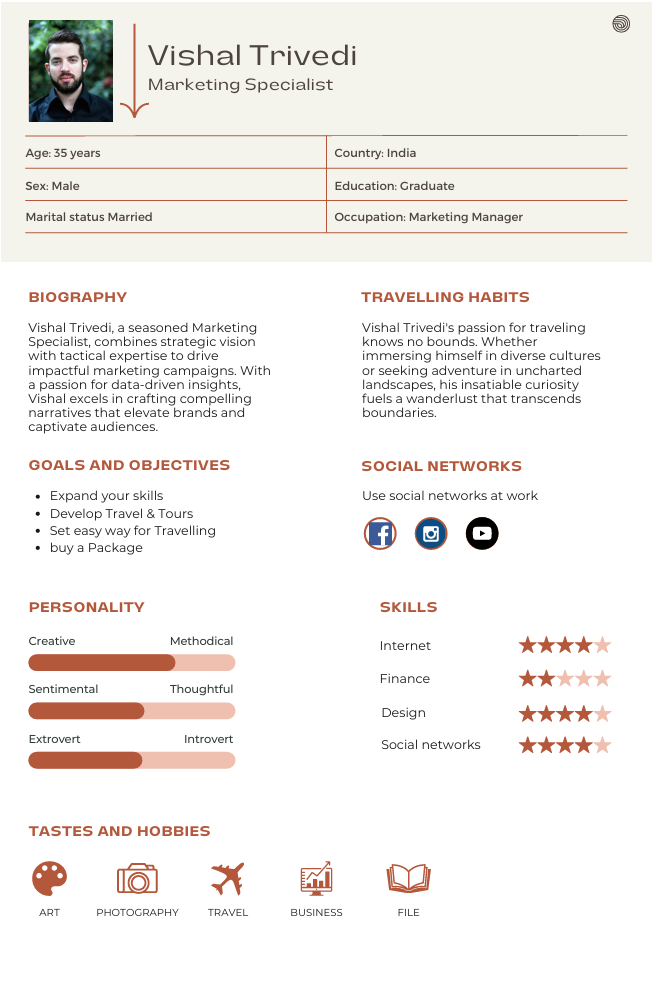 Vishal Trivedi
Marketing Specialist
Age: 35 years
Country: India
Sex: Male
Education: Graduate
Marital status Married
Occupation: Marketing Manager
BIOGRAPHY
Vishal Trivedi, a seasoned Marketing
Specialist, combines strategic vision
with tactical expertise to drive
impactful marketing campaigns. With
a passion for data-driven insights,
Vishal excels in crafting compelling
narratives that elevate brands and
captivate audiences.
TRAVELLING HABITS
Vishal Trivedi's passion for traveling
knows no bounds. Whether
immersing himself in diverse cultures
or seeking adventure in uncharted
landscapes, his insatiable curiosity
fuels a wanderlust that transcends
boundaries.
GOALS AND OBJECTIVES
• Expand your skills
• Develop Travel & Tours
• Set easy way for Travelling
• buy a Package
SOCIAL NETWORKS
Use social networks at work
PERSONALITY
Creative Methodical
Sentimental Thoughtful
Extrovert Introvert
SKILLS
Internet
Finance
Design
Social networks
TASTES AND HOBBIES
ART
PHOTOGRAPHY
TRAVEL
BUSINESS
FILE